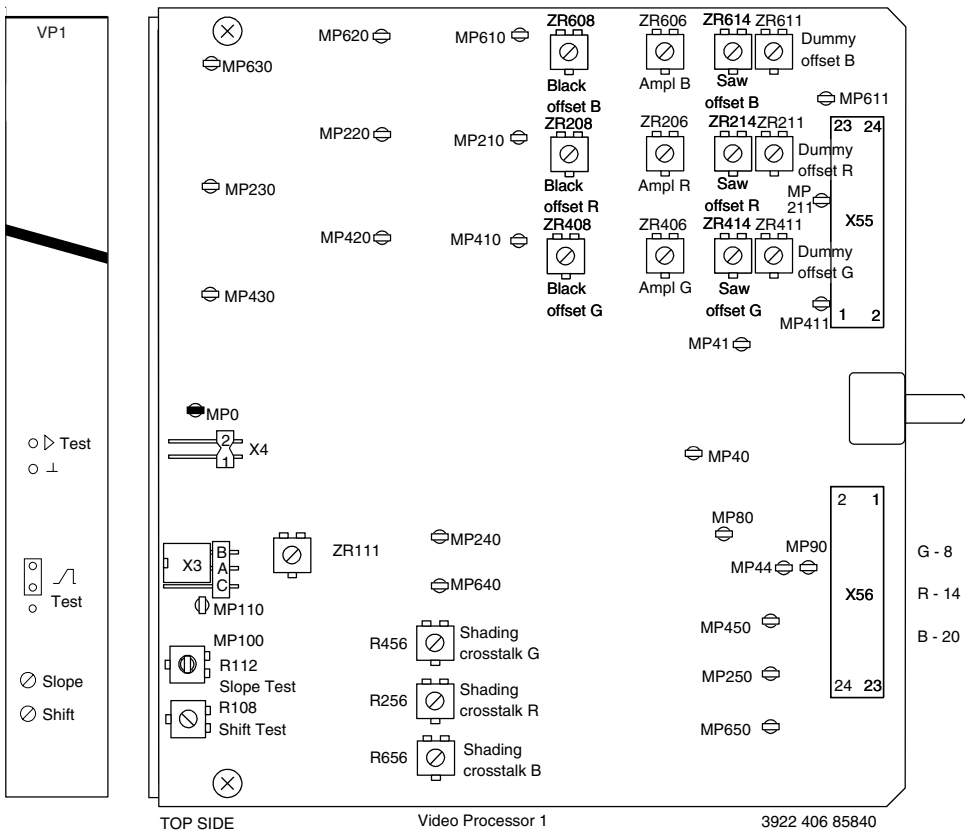 VP1
Test
Test
Slope
Shift
MP620
MP610
ZR608
ZR606
ZR614
ZR611
Dummy
offset B
MP630
Black
offset B
Ampl B
Saw
offset B
MP611
MP220
MP210
ZR208
ZR206
ZR214
ZR211
23 24
Dummy
offset R
MP230
Black
offset R
Ampl R
Saw
offset R
MP
211
X55
MP420
MP410
ZR408
ZR406
ZR414
ZR411
Dummy
offset G
MP430
Black
offset G
Ampl G
Saw
offset G
MP411
1 2
MP41
MP0
2
1
X4
MP40
2 1
MP80
MP90
MP44
X3
B
A
C
ZR111
MP240
MP640
MP110
X56
G - 8
R - 14
B - 20
MP100
R112
Slope Test
R108
Shift Test
R456
Shading
crosstalk G
R256
Shading
crosstalk R
R656
Shading
crosstalk B
MP450
MP250
MP650
24 23
TOP SIDE
Video Processor 1
3922 406 85840